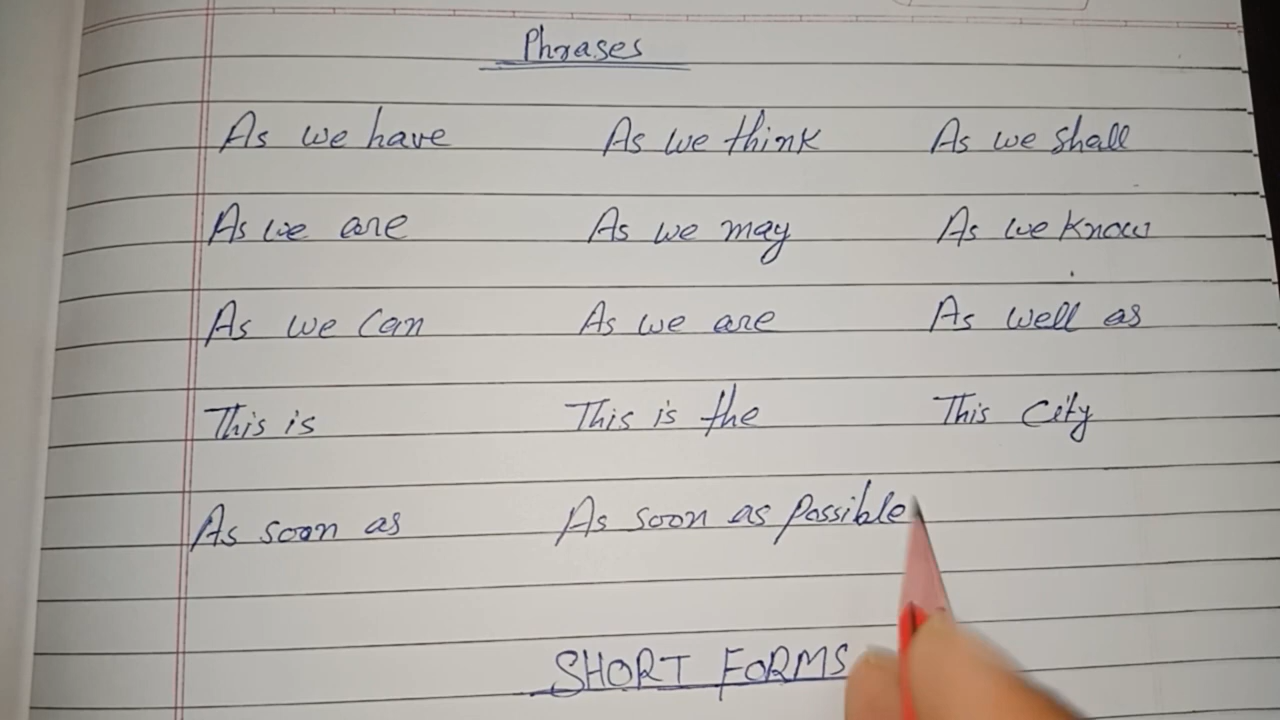 Phrases
As we have As we think As we shall
As we are As we may As we know
As we can As we are As well as
This is This is the This City
As soon as As soon as possible
SHORT FORMS